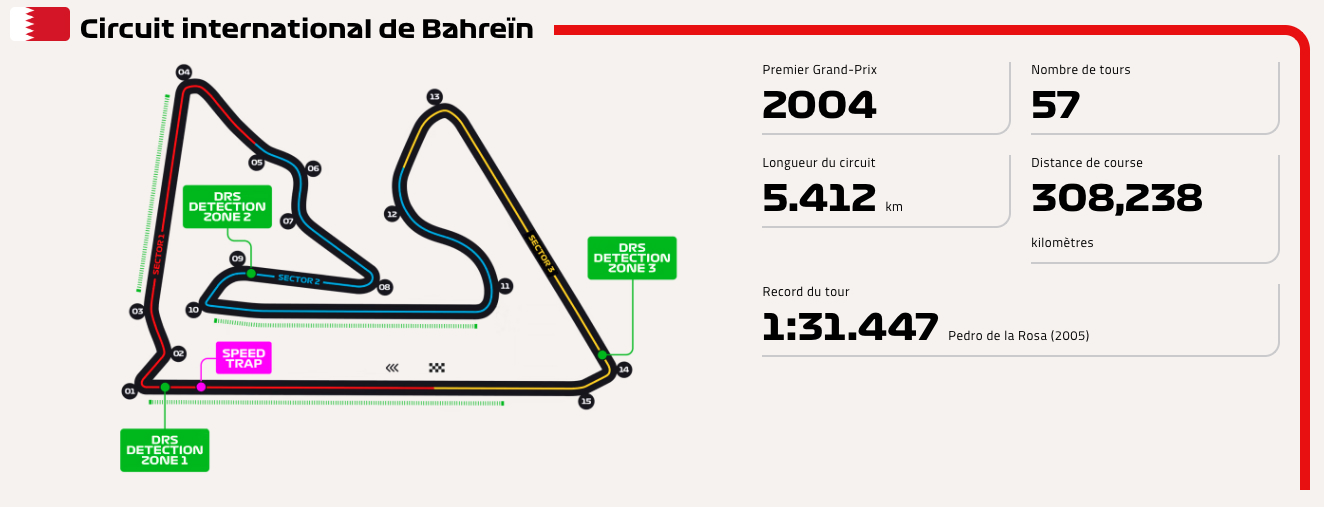 Circuit international de Bahreïn
Premier Grand-Prix
2004
Nombre de tours
57
Longueur du circuit
5.412 km
Distance de course
308,238
kilomètres
Record du tour
1:31.447 Pedro de la Rosa (2005)
04
13
05
06
DRS
DETECTION
ZONE 2
07
12
SECTOR 1
SECTOR 3
DRS
DETECTION
ZONE 3
09
SECTOR 2
08
11
10
03
02
SPEED
TRAP
14
01
15
DRS
DETECTION
ZONE 1